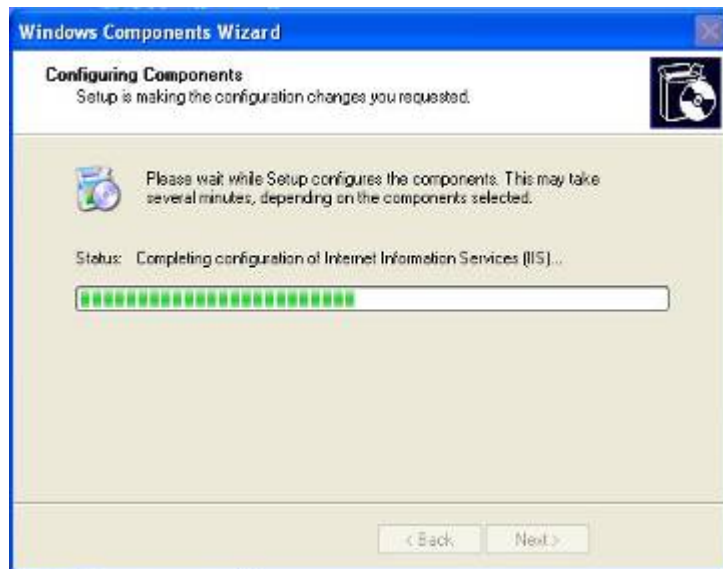 Windows Components Wizard
Configuring Components
Setup is making the configuration changes you requested.
Please wait while Setup configures the components. This may take
several minutes, depending on the components selected.
Status: Completing configuration of Internet Information Services (IIS)...
< Back Next >